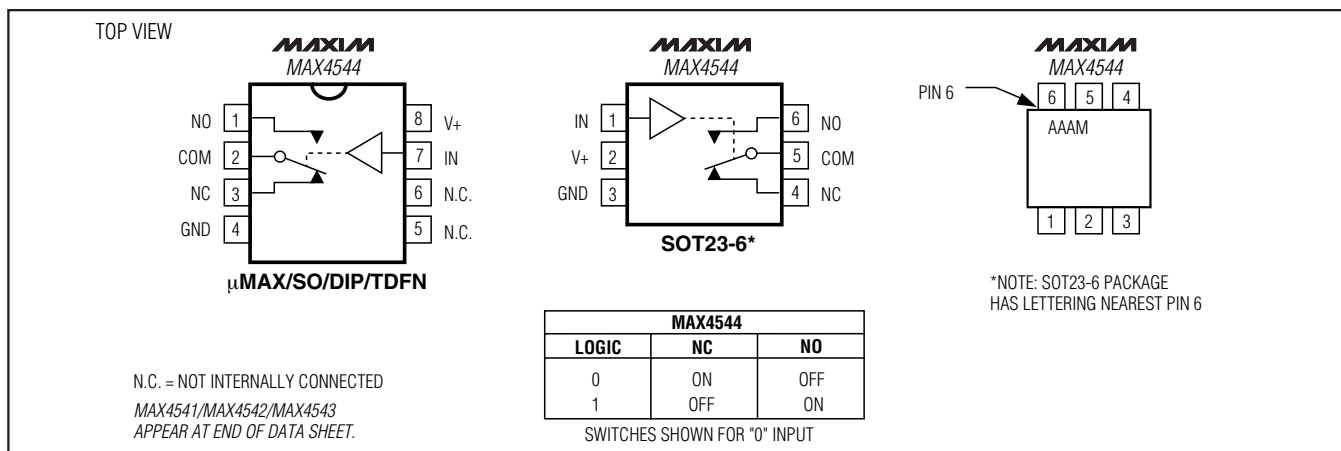 TOP VIEW
MAXIM
MAX4544
NO 1
COM 2
NC 3
GND 4
8 V+
7 IN
6 N.C.
5 N.C.
µMAX/SO/DIP/TDFN
MAXIM
MAX4544
IN 1
V+ 2
GND 3
6 NO
5 COM
4 NC
SOT23-6*
MAXIM
MAX4544
PIN 6
6 5 4
AAAM
1 2 3
*NOTE: SOT23-6 PACKAGE
HAS LETTERING NEAREST PIN 6
MAX4544
LOGIC NC NO
0 ON OFF
1 OFF ON
SWITCHES SHOWN FOR "0" INPUT
N.C. = NOT INTERNALLY CONNECTED
MAX4541/MAX4542/MAX4543
APPEAR AT END OF DATA SHEET.